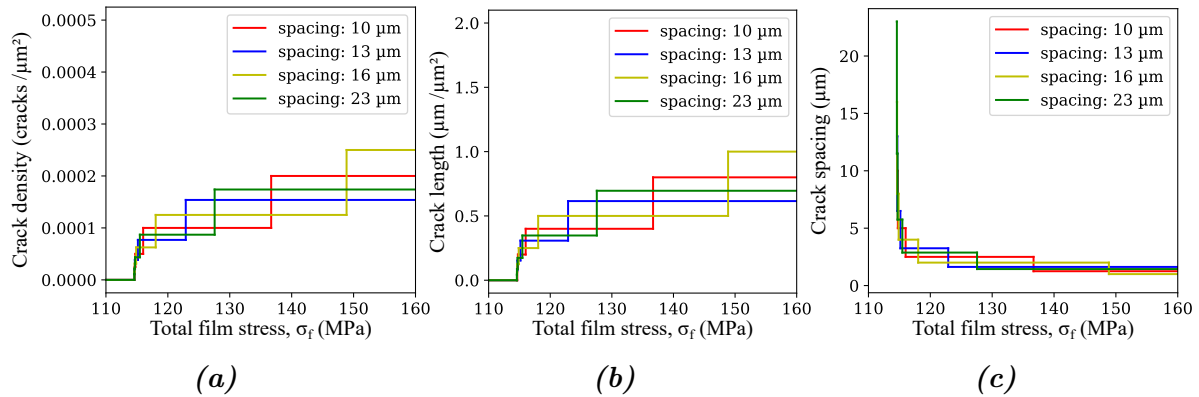 0.0005
0.0004
0.0003
0.0002
0.0001
0.0000
Crack density (cracks /µm²)
spacing: 10 µm
spacing: 13 µm
spacing: 16 µm
spacing: 23 µm
110 120 130 140 150 160
Total film stress, σf (MPa)
(a)
2.0
1.5
1.0
0.5
0.0
Crack length (µm /µm²)
spacing: 10 µm
spacing: 13 µm
spacing: 16 µm
spacing: 23 µm
110 120 130 140 150 160
Total film stress, σf (MPa)
(b)
20
15
10
5
0
Crack spacing (µm)
spacing: 10 µm
spacing: 13 µm
spacing: 16 µm
spacing: 23 µm
110 120 130 140 150 160
Total film stress, σf (MPa)
(c)